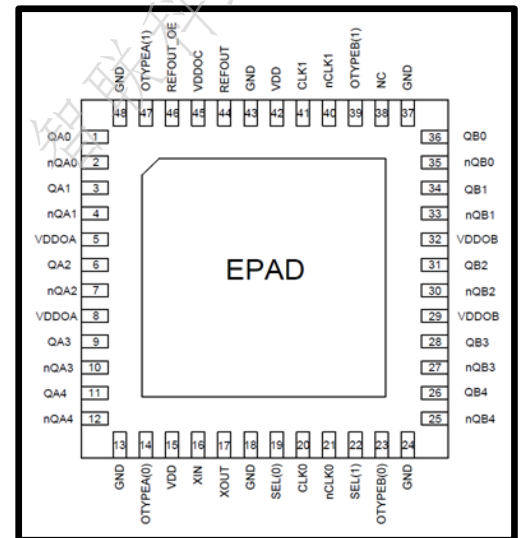 GND
OTYPEA(1)
REFOUT_OE
VDDOC
REFOUT
GND
VDD
CLK1
nCLK1
OTYPEB(1)
NC
GND
48 47 46 45 44 43 42 41 40 39 38 37
QA0 1 36 QB0
nQA0 2 35 nQB0
QA1 3 34 QB1
nQA1 4 33 nQB1
VDDOA 5 32 VDDOB
QA2 6 31 QB2
EPAD
nQA2 7 30 nQB2
VDDOA 8 29 VDDOB
QA3 9 28 QB3
nQA3 10 27 nQB3
QA4 11 26 QB4
nQA4 12 25 nQB4
13 14 15 16 17 18 19 20 21 22 23 24
GND
OTYPEA(0)
VDD
XIN
XOUT
GND
SEL(0)
CLK0
nCLK0
SEL(1)
OTYPEB(0)
GND
智联科